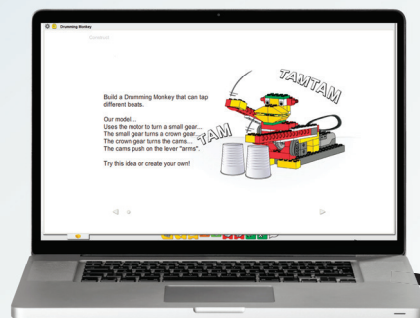 Drumming Monkey
Construct
Build a Drumming Monkey that can tap
different beats.
Our model...
Uses the motor to turn a small gear...
The small gear turns a crown gear...
The crown gear turns the cams...
The cams push on the lever "arms".
Try this idea or create your own!
TAM
TAMTAM